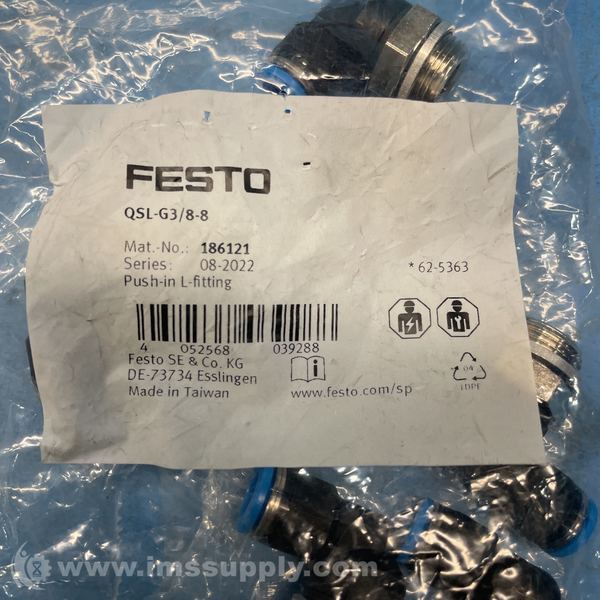 FESTO
QSL-G3/8-8
Mat.-No.: 186121
Series: 08-2022
Push-in L-fitting
* 62-5363
4 052568 039288
Festo SE & Co. KG
DE-73734 Esslingen
Made in Taiwan
www.festo.com/sp
04
LDPE
www.imssupply.com